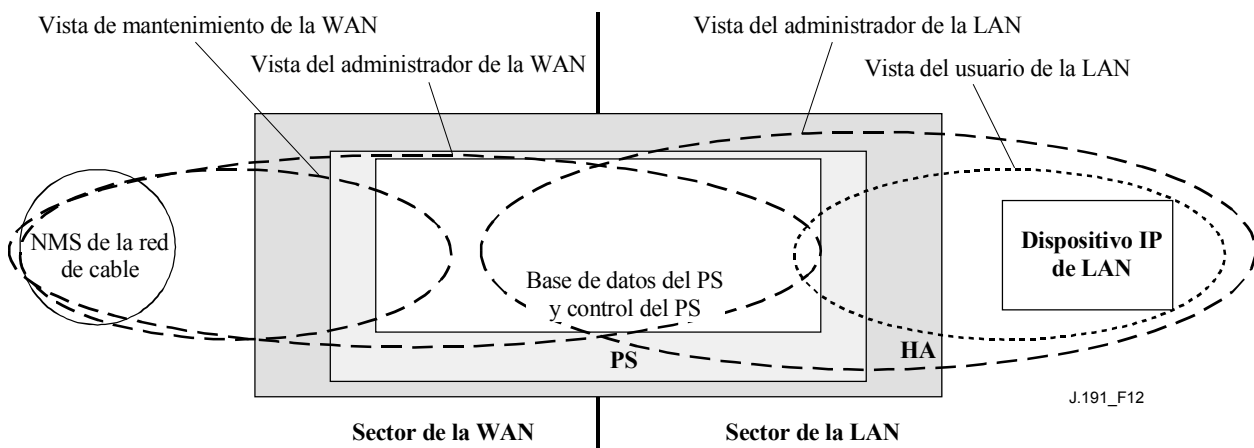 Vista de mantenimiento de la WAN
Vista del administrador de la LAN
Vista del administrador de la WAN
Vista del usuario de la LAN
NMS de la red
de cable
Base de datos del PS
y control del PS
Dispositivo IP
de LAN
PS
HA
J.191_F12
Sector de la WAN
Sector de la LAN